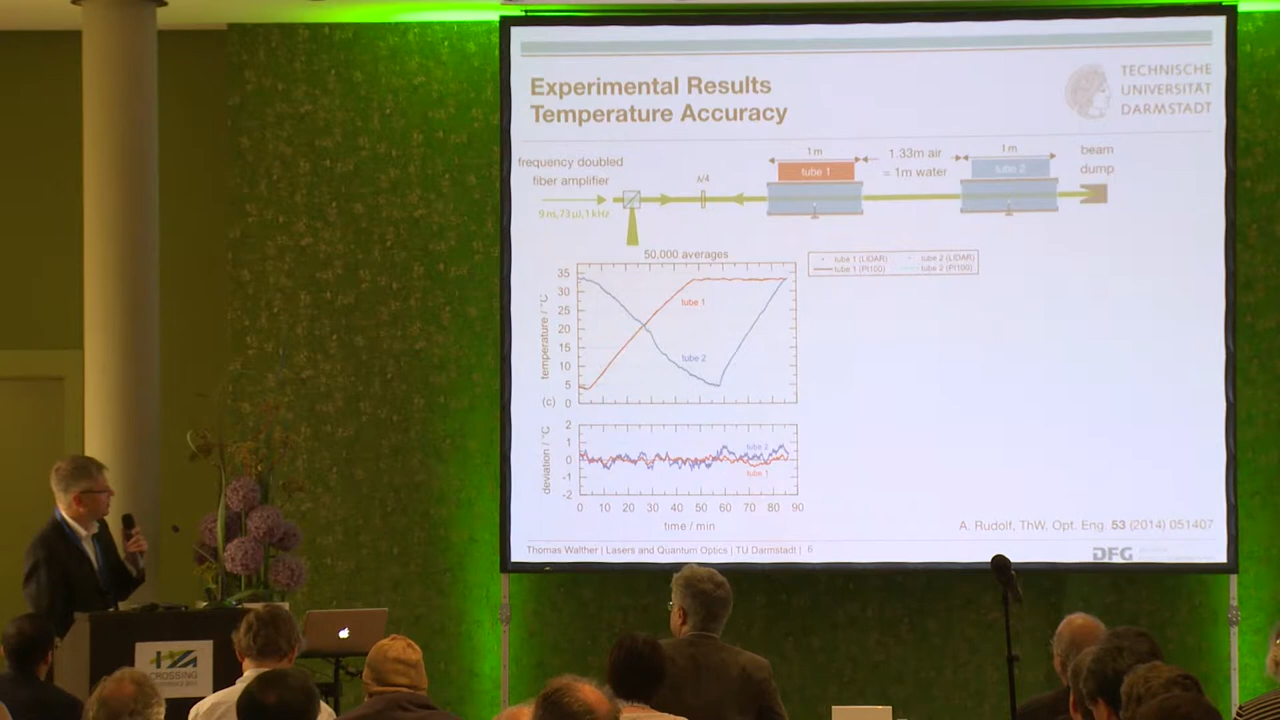 Experimental Results
Temperature Accuracy
TECHNISCHE
UNIVERSITÄT
DARMSTADT
frequency doubled
fiber amplifier
9 ns, 73 µJ, 1 kHz
λ/4
1 m
tube 1
1.33m air
= 1m water
1 m
tube 2
beam
dump
50,000 averages
tube 1 (LIDAR)
tube 2 (LIDAR)
tube 1 (Pt100)
tube 2 (Pt100)
temperature / °C
35
30
25
20
15
10
5
0
tube 1
tube 2
(c)
deviation / °C
2
1
0
-1
-2
tube 2
tube 1
0 10 20 30 40 50 60 70 80 90
time / min
A. Rudolf, ThW, Opt. Eng. 53 (2014) 051407
Thomas Walther | Lasers and Quantum Optics | TU Darmstadt | 6
DFG
CROSSING